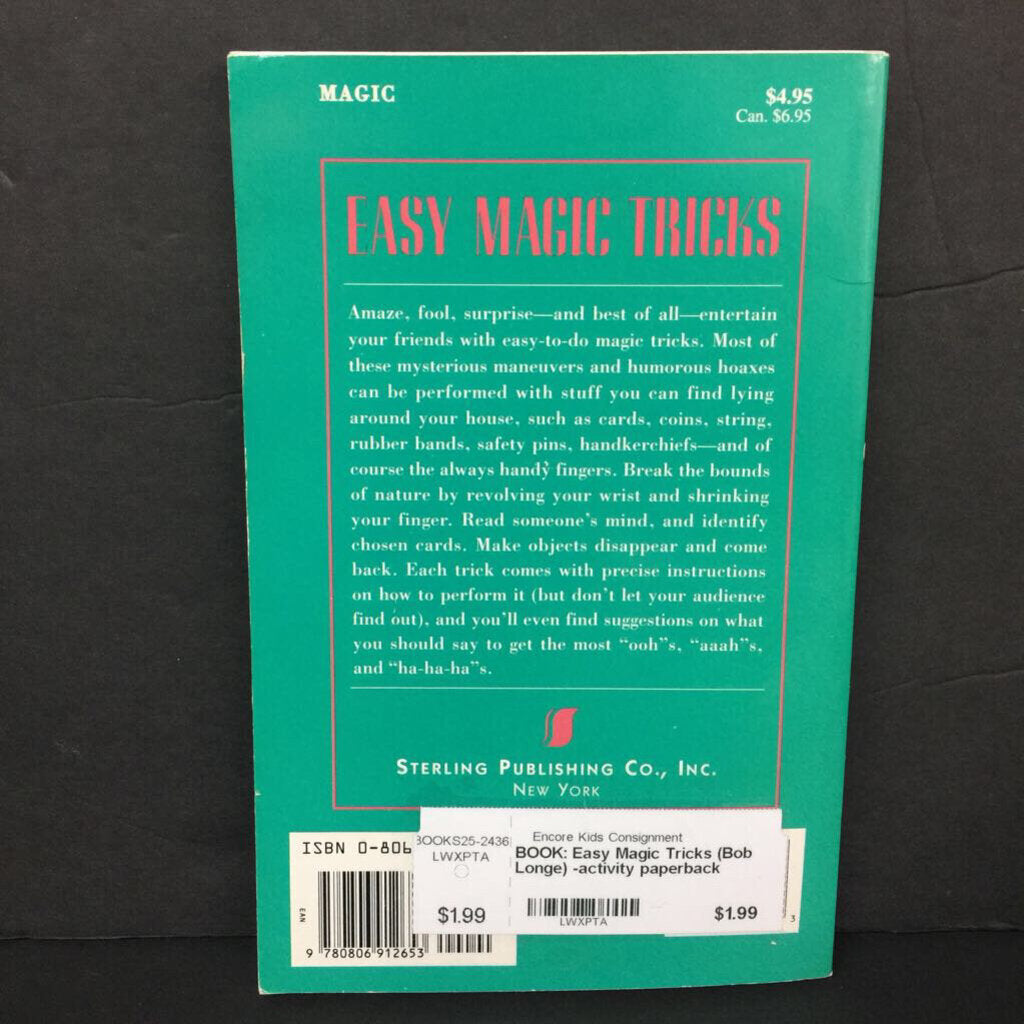 MAGIC
$4.95
Can. $6.95
EASY MAGIC TRICKS
Amaze, fool, surprise—and best of all—entertain
your friends with easy-to-do magic tricks. Most of
these mysterious maneuvers and humorous hoaxes
can be performed with stuff you can find lying
around your house, such as cards, coins, string,
rubber bands, safety pins, handkerchiefs—and of
course the always handy fingers. Break the bounds
of nature by revolving your wrist and shrinking
your finger. Read someone's mind, and identify
chosen cards. Make objects disappear and come
back. Each trick comes with precise instructions
on how to perform it (but don't let your audience
find out), and you'll even find suggestions on what
you should say to get the most "ooh"s, "aaah"s,
and "ha-ha-ha"s.
STERLING PUBLISHING CO., INC.
NEW YORK
ISBN 0-806
EAN
9 780806 912653
3
BOOKS25-2436
LWXPTA
$1.99
Encore Kids Consignment
BOOK: Easy Magic Tricks (Bob
Longe) -activity paperback
LWXPTA
$1.99